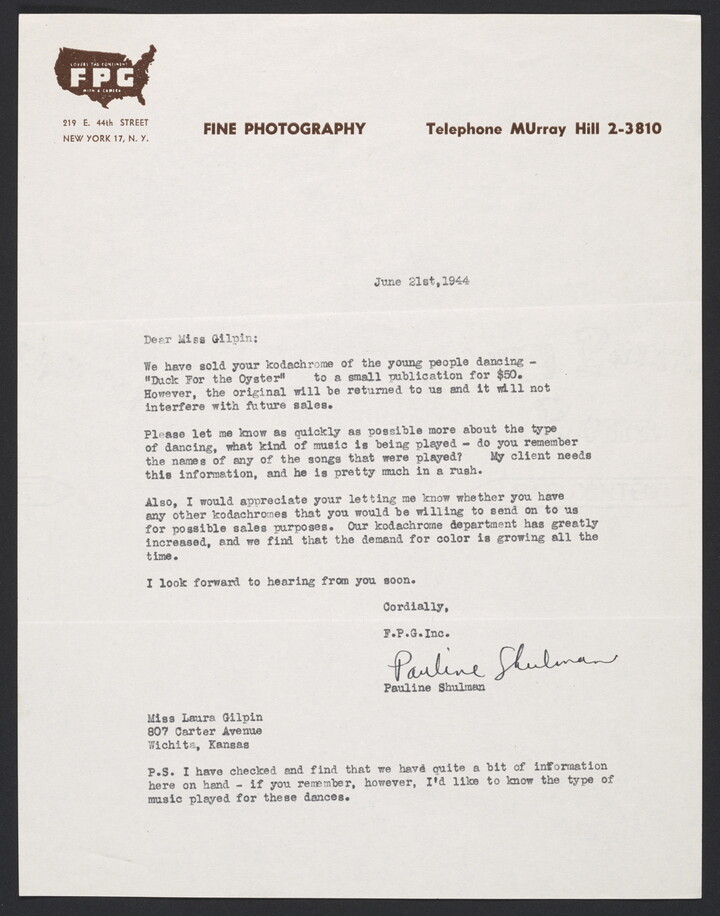 COVERS THE CONTINENT
FPG
WITH A CAMERA
219 E. 44th STREET
NEW YORK 17, N. Y.
FINE PHOTOGRAPHY
Telephone MUrray Hill 2-3810
June 21st,1944
Dear Miss Gilpin:
We have sold your kodachrome of the young people dancing -
"Duck For the Oyster" to a small publication for $50.
However, the original will be returned to us and it will not
interfere with future sales.
Please let me know as quickly as possible more about the type
of dancing, what kind of music is being played - do you remember
the names of any of the songs that were played? My client needs
this information, and he is pretty much in a rush.
Also, I would appreciate your letting me know whether you have
any other kodachromes that you would be willing to send on to us
for possible sales purposes. Our kodachrome department has greatly
increased, and we find that the demand for color is growing all the
time.
I look forward to hearing from you soon.
Cordially,
F.P.G.Inc.
Pauline Shulman
Pauline Shulman
Miss Laura Gilpin
807 Carter Avenue
Wichita, Kansas
P.S. I have checked and find that we have quite a bit of information
here on hand - if you remember, however, I'd like to know the type of
music played for these dances.